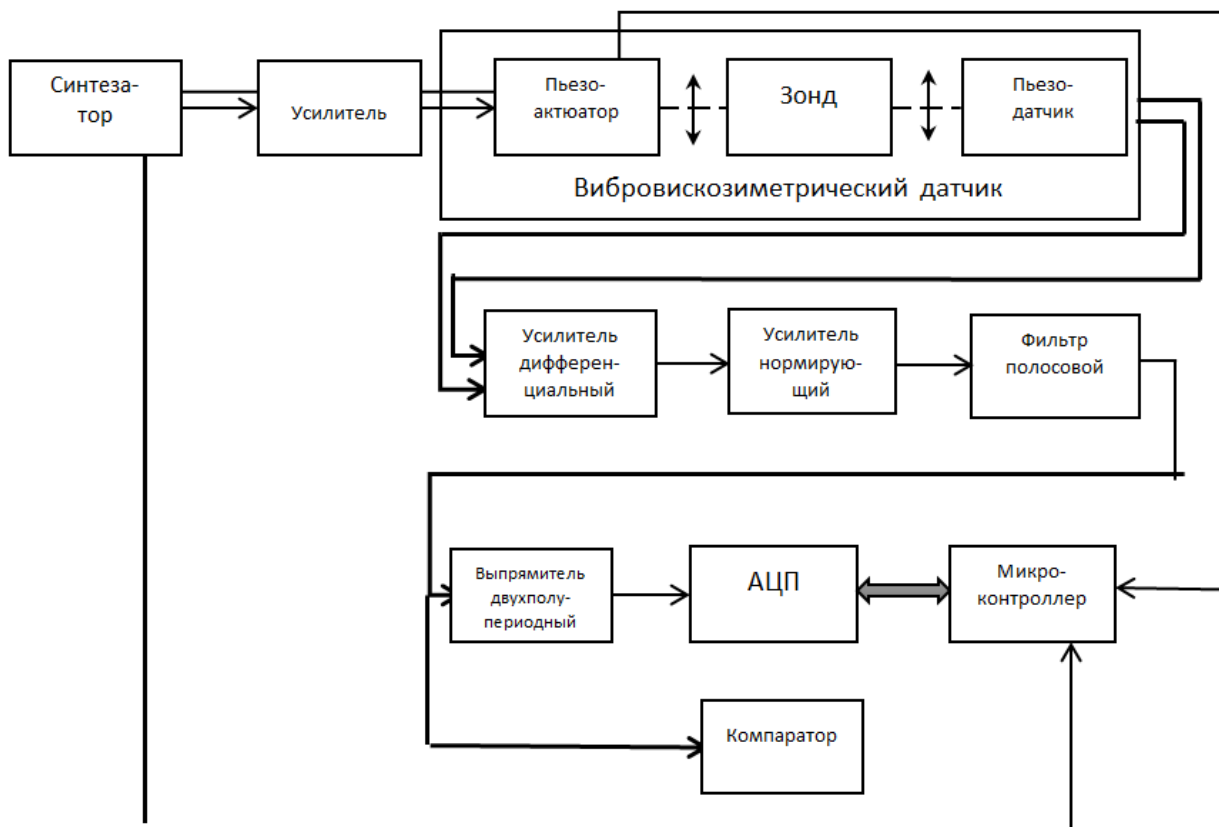 Синтеза-
тор
Усилитель
Пьезо-
актюатор
Зонд
Пьезо-
датчик
Вибровискозиметрический датчик
Усилитель
дифферен-
циальный
Усилитель
нормирую-
щий
Фильтр
полосовой
Выпрямитель
двухполу-
периодный
АЦП
Микро-
контроллер
Компаратор